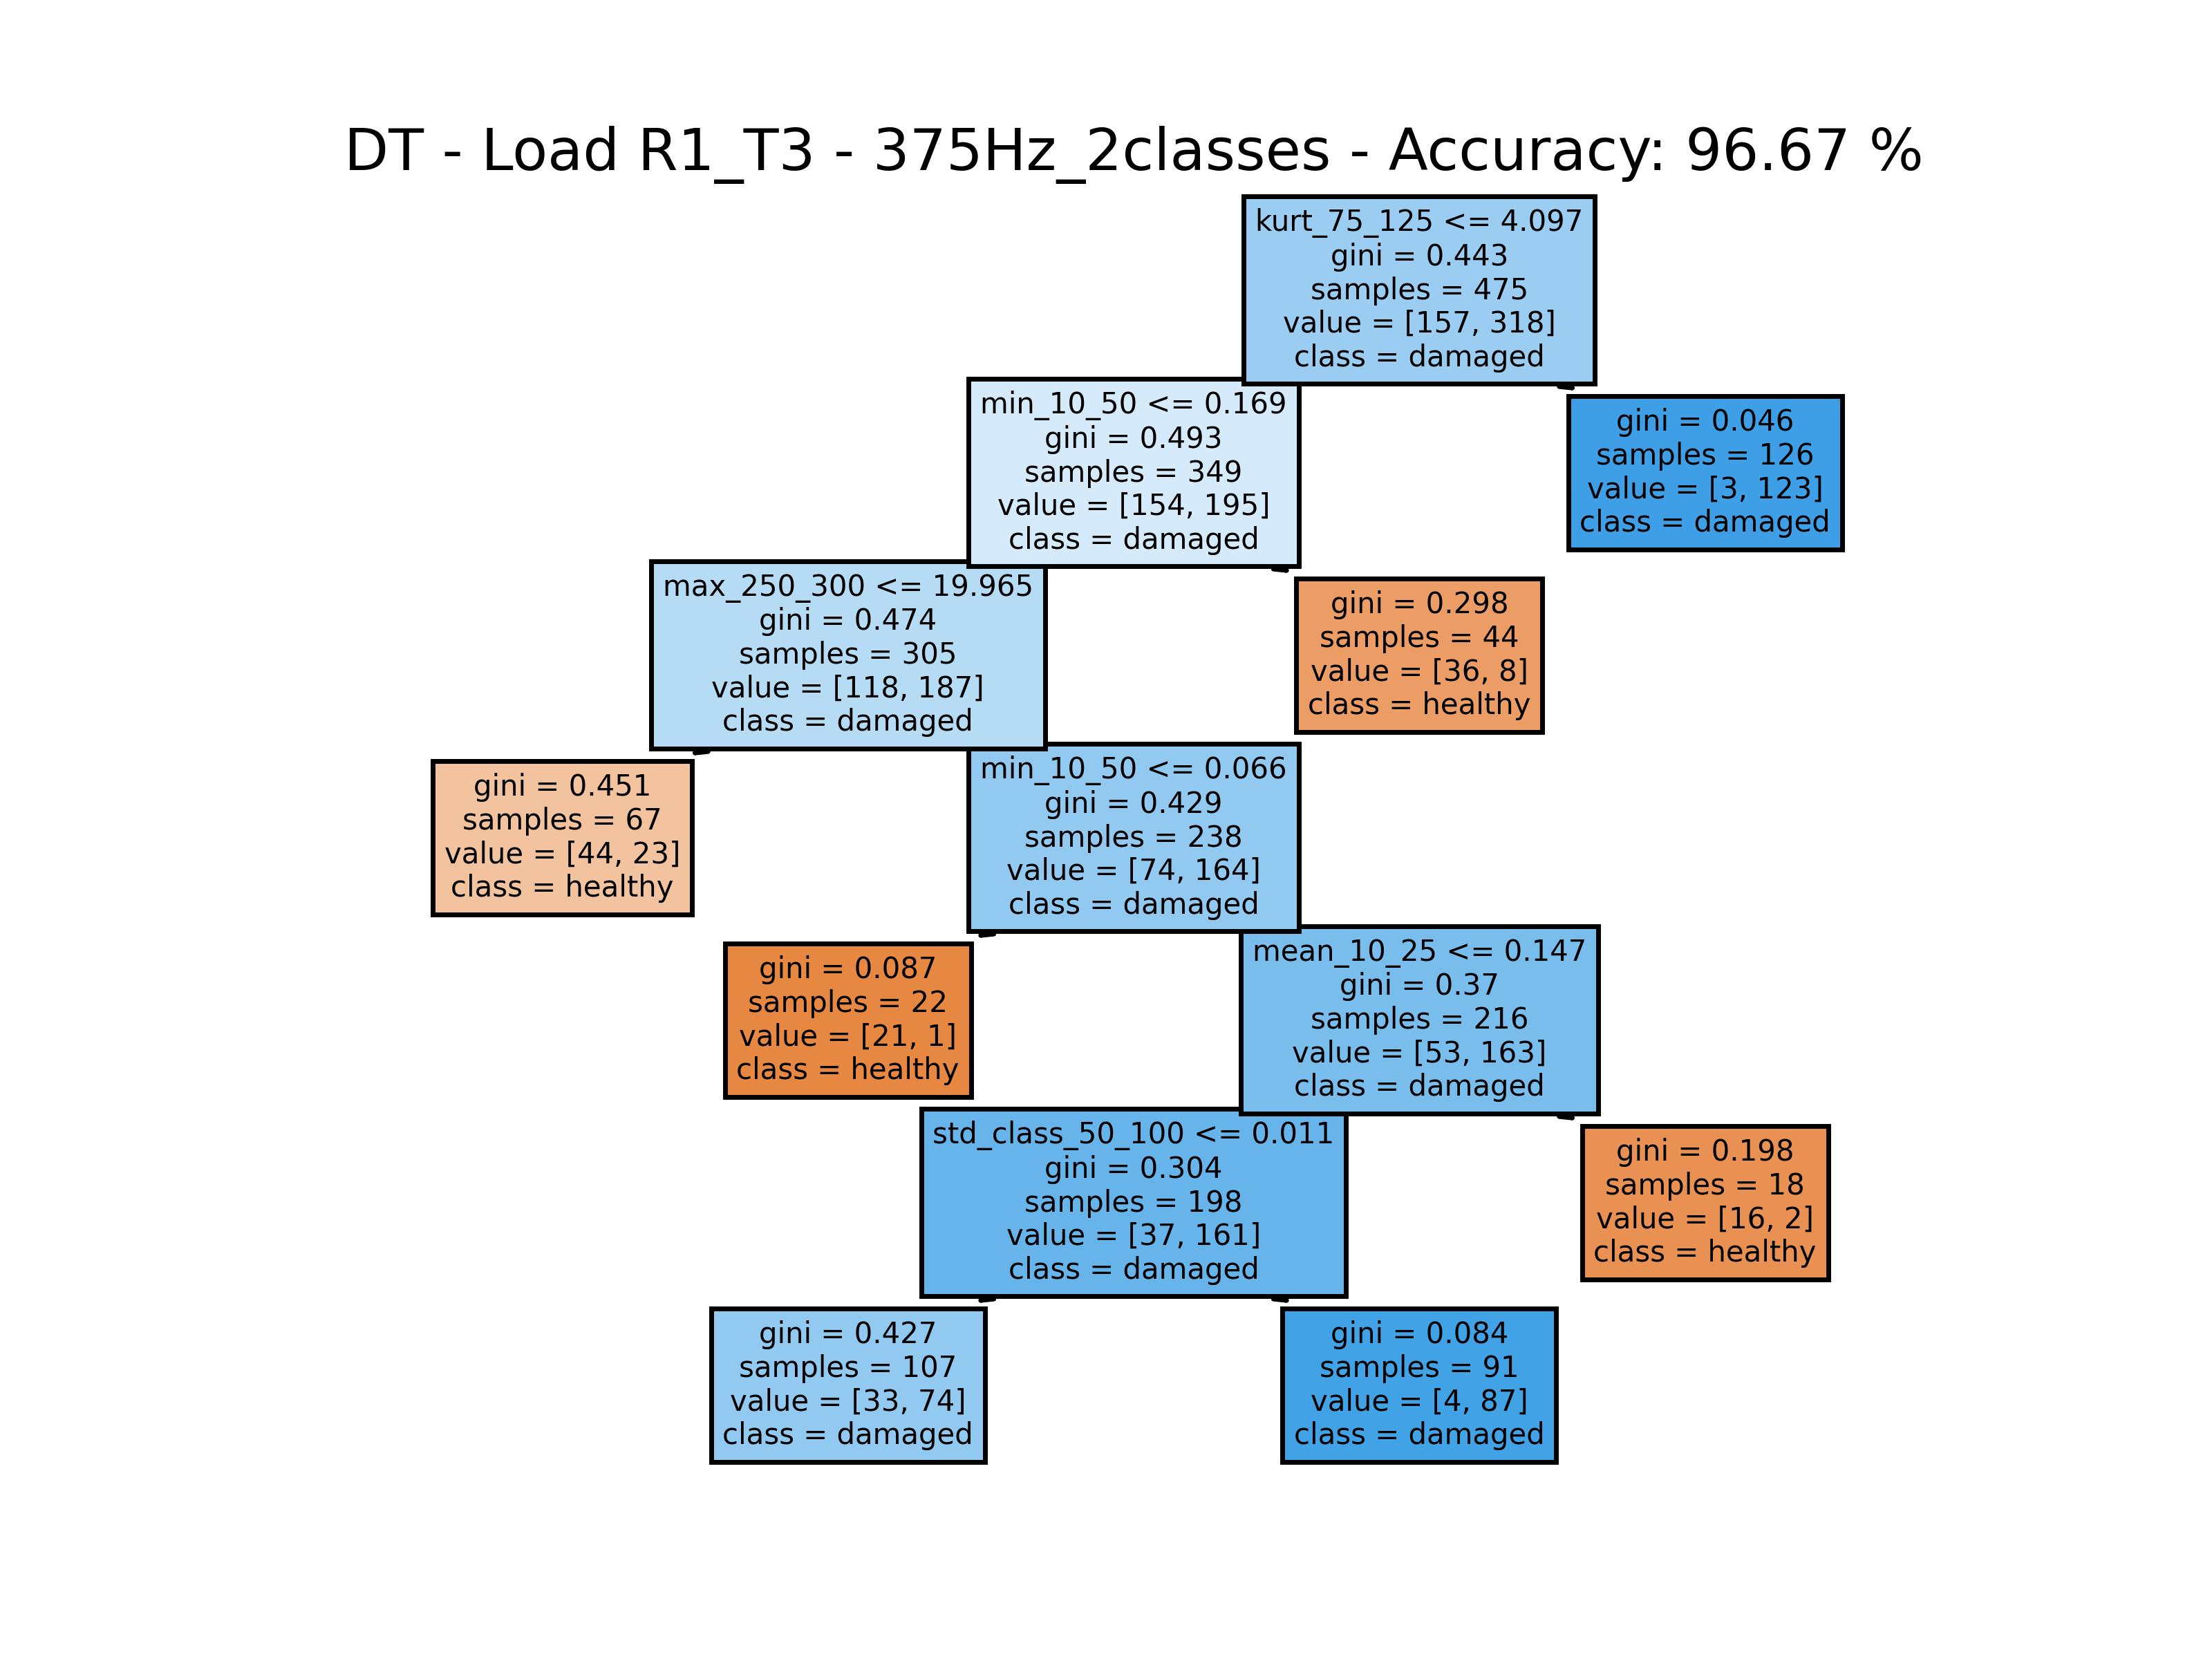 DT - Load R1_T3 - 375Hz_2classes - Accuracy: 96.67 %
kurt_75_125 <= 4.097
gini = 0.443
samples = 475
value = [157, 318]
class = damaged
min_10_50 <= 0.169
gini = 0.493
samples = 349
value = [154, 195]
class = damaged
gini = 0.046
samples = 126
value = [3, 123]
class = damaged
max_250_300 <= 19.965
gini = 0.474
samples = 305
value = [118, 187]
class = damaged
gini = 0.298
samples = 44
value = [36, 8]
class = healthy
gini = 0.451
samples = 67
value = [44, 23]
class = healthy
min_10_50 <= 0.066
gini = 0.429
samples = 238
value = [74, 164]
class = damaged
gini = 0.087
samples = 22
value = [21, 1]
class = healthy
mean_10_25 <= 0.147
gini = 0.37
samples = 216
value = [53, 163]
class = damaged
std_class_50_100 <= 0.011
gini = 0.304
samples = 198
value = [37, 161]
class = damaged
gini = 0.198
samples = 18
value = [16, 2]
class = healthy
gini = 0.427
samples = 107
value = [33, 74]
class = damaged
gini = 0.084
samples = 91
value = [4, 87]
class = damaged